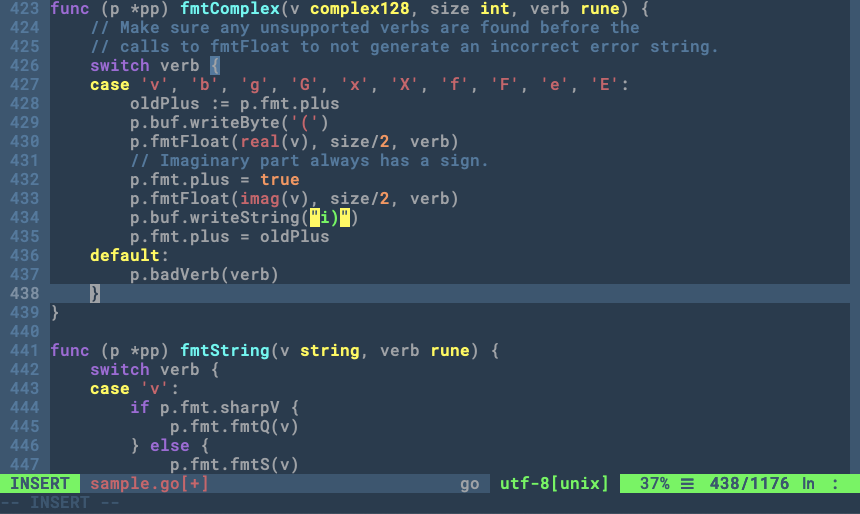 423 func (p *pp) fmtComplex(v complex128, size int, verb rune) {
424     // Make sure any unsupported verbs are found before the
425     // calls to fmtFloat to not generate an incorrect error string.
426     switch verb {
427     case 'v', 'b', 'g', 'G', 'x', 'X', 'f', 'F', 'e', 'E':
428         oldPlus := p.fmt.plus
429         p.buf.writeByte('(')
430         p.fmtFloat(real(v), size/2, verb)
431         // Imaginary part always has a sign.
432         p.fmt.plus = true
433         p.fmtFloat(imag(v), size/2, verb)
434         p.buf.writeString("i)")
435         p.fmt.plus = oldPlus
436     default:
437         p.badVerb(verb)
438     }
439 }
440
441 func (p *pp) fmtString(v string, verb rune) {
442     switch verb {
443     case 'v':
444         if p.fmt.sharpV {
445             p.fmt.fmtQ(v)
446         } else {
447             p.fmt.fmtS(v)
INSERT sample.go[+] go utf-8[unix] 37% ☰ 438/1176 ln :
-- INSERT --